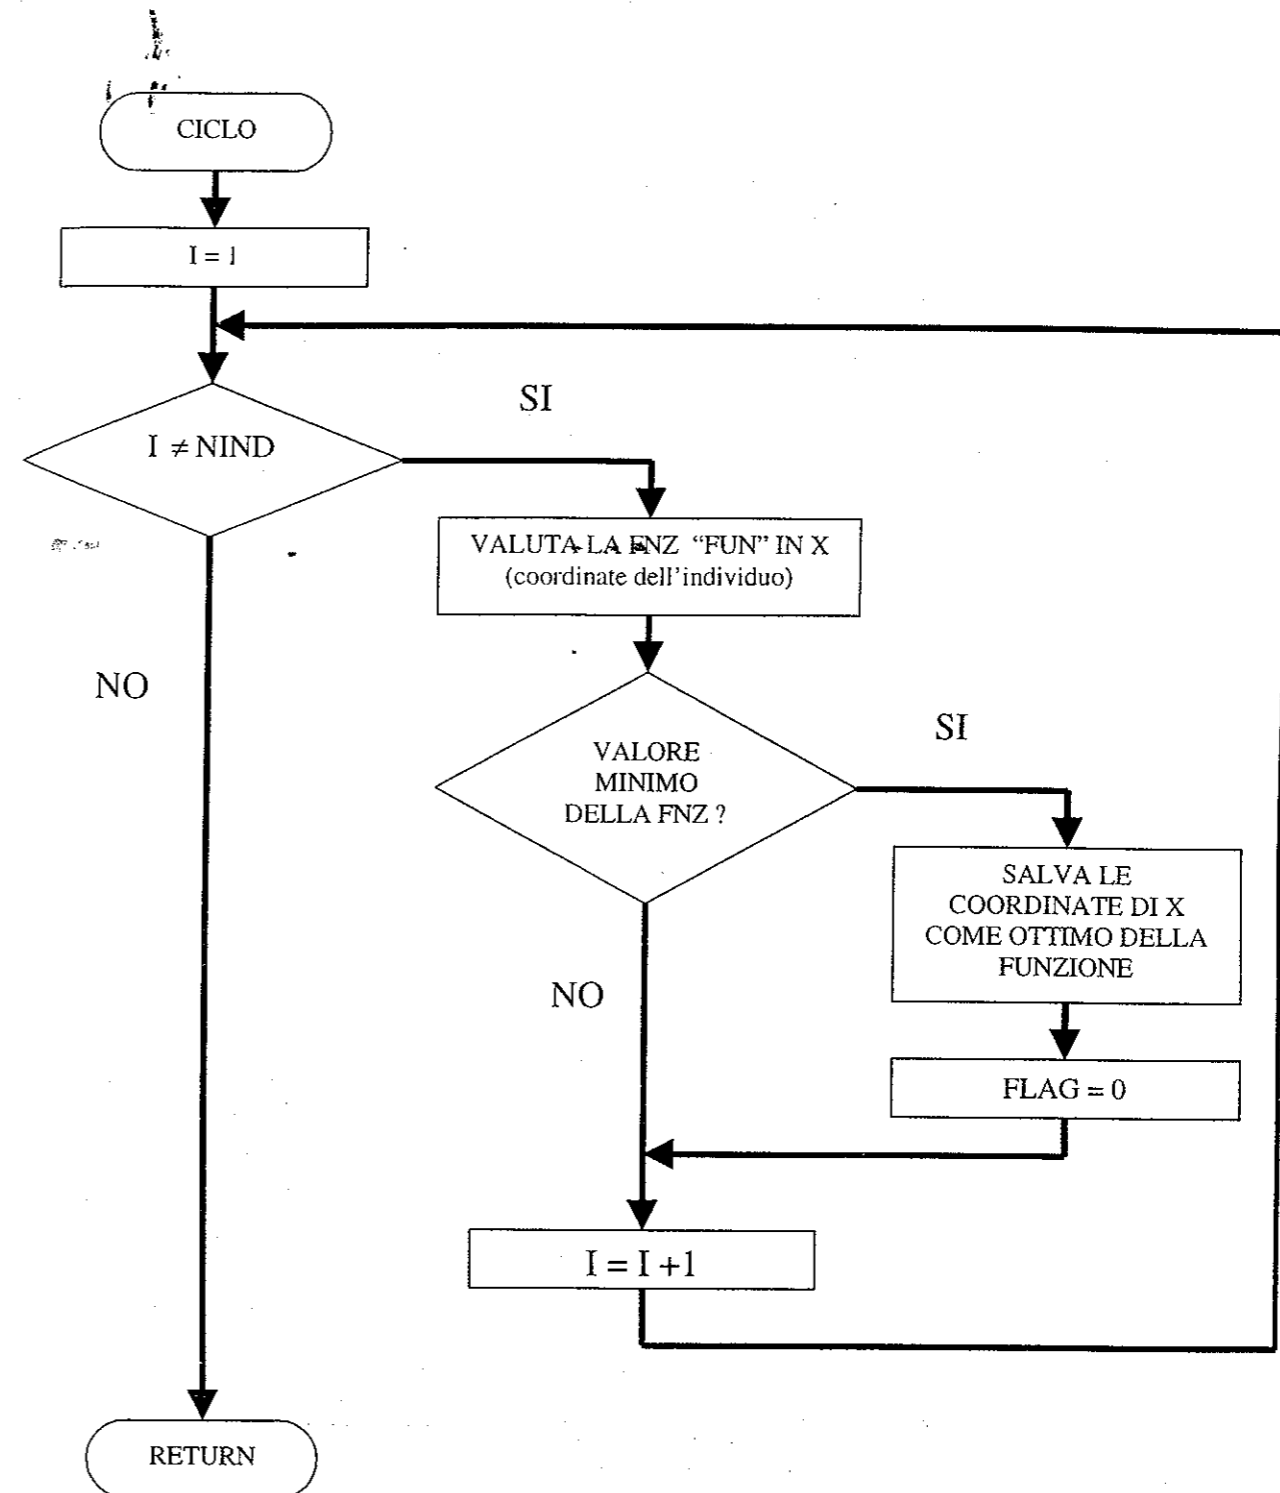 CICLO
I = 1
SI
I ≠ NIND
VALUTA LA FNZ “FUN” IN X
(coordinate dell’individuo)
NO
SI
VALORE
MINIMO
DELLA FNZ ?
SALVA LE
COORDINATE DI X
COME OTTIMO DELLA
FUNZIONE
NO
FLAG = 0
I = I +1
RETURN